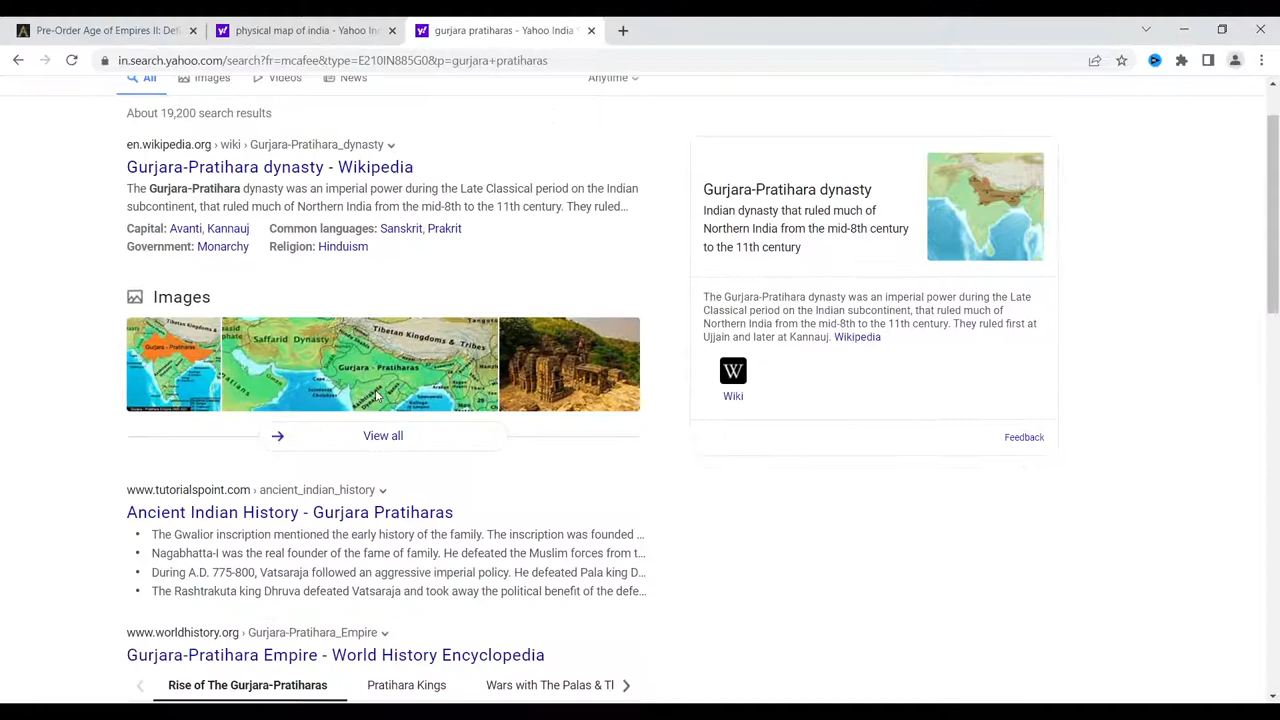 Pre-Order Age of Empires II: Defi
physical map of india - Yahoo In
gurjara pratiharas - Yahoo India
in.search.yahoo.com/search?fr=mcafee&type=E210IN885G0&p=gurjara+pratiharas
All
Images
Videos
News
Anytime
About 19,200 search results
en.wikipedia.org › wiki › Gurjara-Pratihara_dynasty
Gurjara-Pratihara dynasty - Wikipedia
The Gurjara-Pratihara dynasty was an imperial power during the Late Classical period on the Indian
subcontinent, that ruled much of Northern India from the mid-8th to the 11th century. They ruled…
Capital: Avanti, Kannauj Common languages: Sanskrit, Prakrit
Government: Monarchy Religion: Hinduism
Images
Tibetan Kingdoms &
Gurjara - Pratiharas
Saffarid Dynasty
Tibetan Kingdoms & Tribes
Gurjara - Pratiharas
View all
www.tutorialspoint.com › ancient_indian_history
Ancient Indian History - Gurjara Pratiharas
• The Gwalior inscription mentioned the early history of the family. The inscription was founded ...
• Nagabhatta-I was the real founder of the fame of family. He defeated the Muslim forces from t...
• During A.D. 775-800, Vatsaraja followed an aggressive imperial policy. He defeated Pala king D...
• The Rashtrakuta king Dhruva defeated Vatsaraja and took away the political benefit of the defe...
www.worldhistory.org › Gurjara-Pratihara_Empire
Gurjara-Pratihara Empire - World History Encyclopedia
Rise of The Gurjara-Pratiharas
Pratihara Kings
Wars with The Palas & Tl
Gurjara-Pratihara dynasty
Indian dynasty that ruled much of
Northern India from the mid-8th century
to the 11th century
The Gurjara-Pratihara dynasty was an imperial power during the Late
Classical period on the Indian subcontinent, that ruled much of
Northern India from the mid-8th to the 11th century. They ruled first at
Ujjain and later at Kannauj. Wikipedia
W
Wiki
Feedback